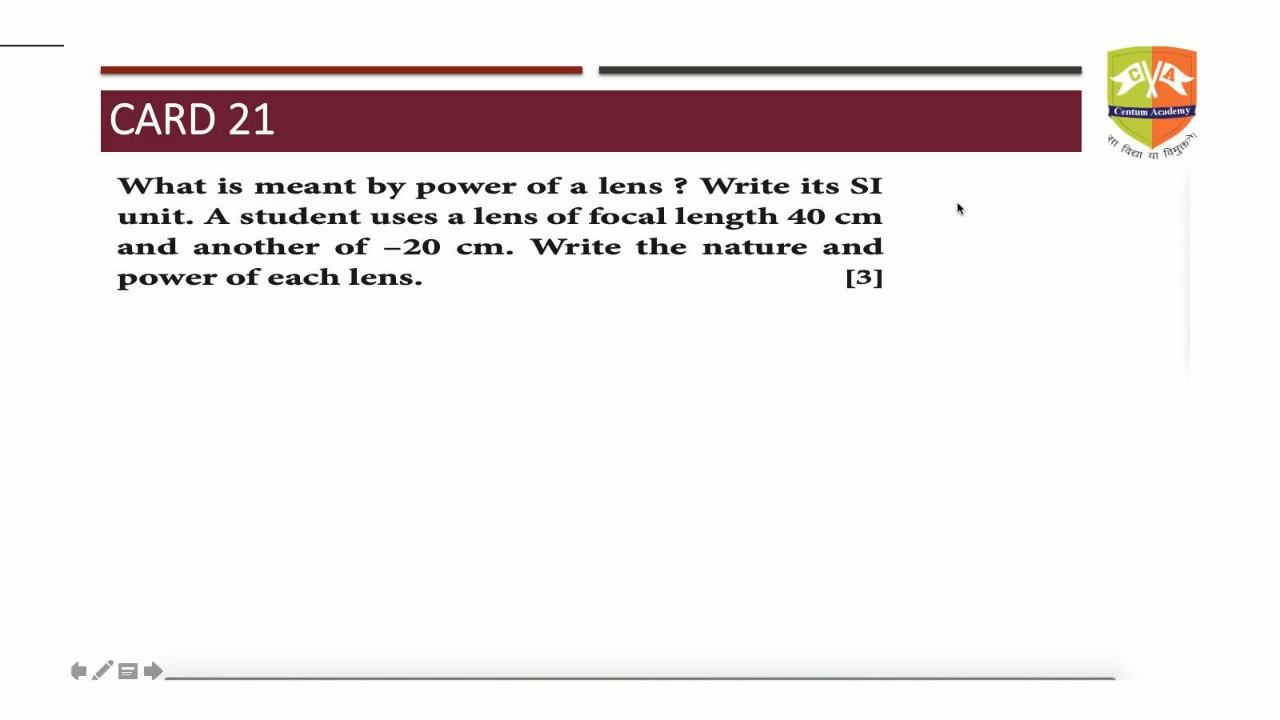 CARD 21
What is meant by power of a lens ? Write its SI
unit. A student uses a lens of focal length 40 cm
and another of –20 cm. Write the nature and
power of each lens. [3]
C A
Centum Academy
सा विद्या या विमुक्तये